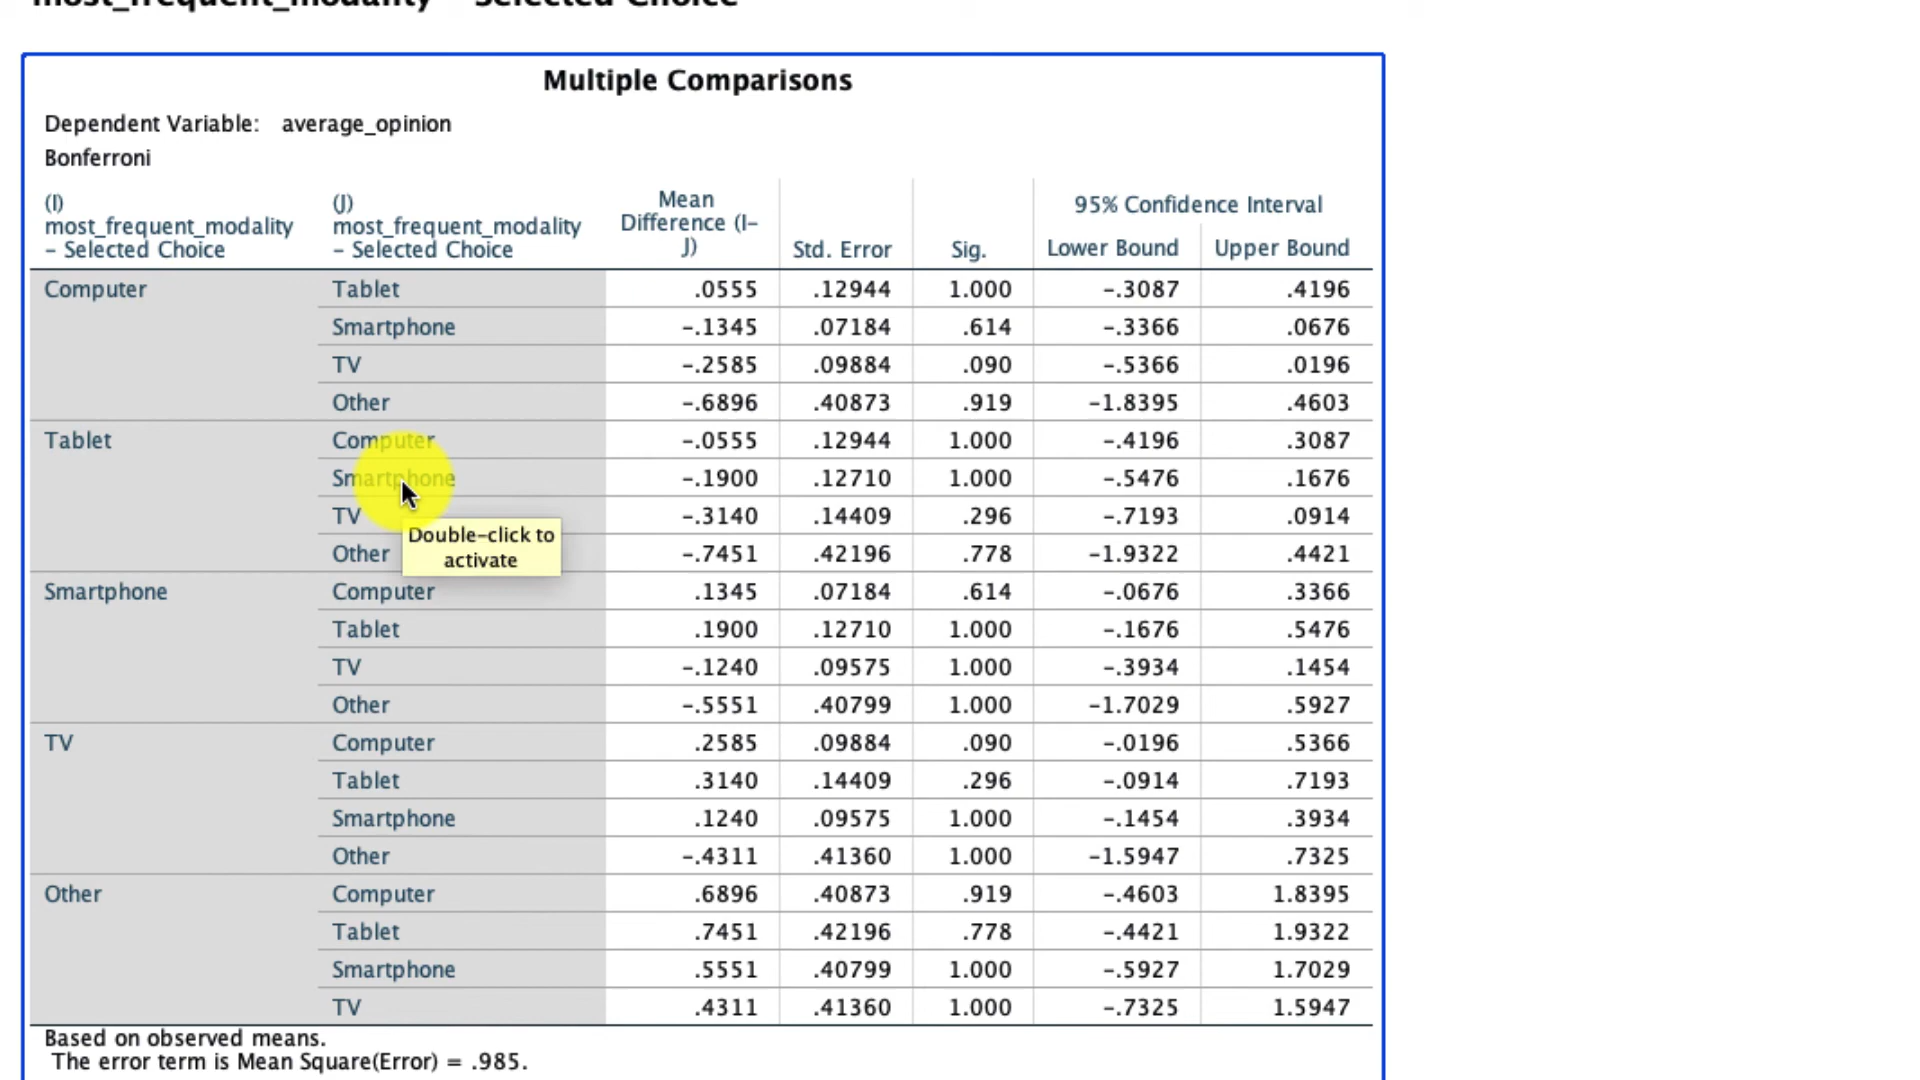 most_frequent_modality - Selected Choice
Multiple Comparisons
Dependent Variable: average_opinion
Bonferroni
(I) most_frequent_modality – Selected Choice (J) most_frequent_modality – Selected Choice Mean Difference (I–J) Std. Error Sig. 95% Confidence Interval Lower Bound Upper Bound
Computer Tablet .0555 .12944 1.000 -.3087 .4196
Smartphone -.1345 .07184 .614 -.3366 .0676
TV -.2585 .09884 .090 -.5366 .0196
Other -.6896 .40873 .919 -1.8395 .4603
Tablet Computer -.0555 .12944 1.000 -.4196 .3087
Smartphone -.1900 .12710 1.000 -.5476 .1676
TV -.3140 .14409 .296 -.7193 .0914
Other -.7451 .42196 .778 -1.9322 .4421
Double-click to
activate
Smartphone Computer .1345 .07184 .614 -.0676 .3366
Tablet .1900 .12710 1.000 -.1676 .5476
TV -.1240 .09575 1.000 -.3934 .1454
Other -.5551 .40799 1.000 -1.7029 .5927
TV Computer .2585 .09884 .090 -.0196 .5366
Tablet .3140 .14409 .296 -.0914 .7193
Smartphone .1240 .09575 1.000 -.1454 .3934
Other -.4311 .41360 1.000 -1.5947 .7325
Other Computer .6896 .40873 .919 -.4603 1.8395
Tablet .7451 .42196 .778 -.4421 1.9322
Smartphone .5551 .40799 1.000 -.5927 1.7029
TV .4311 .41360 1.000 -.7325 1.5947
Based on observed means.
The error term is Mean Square(Error) = .985.